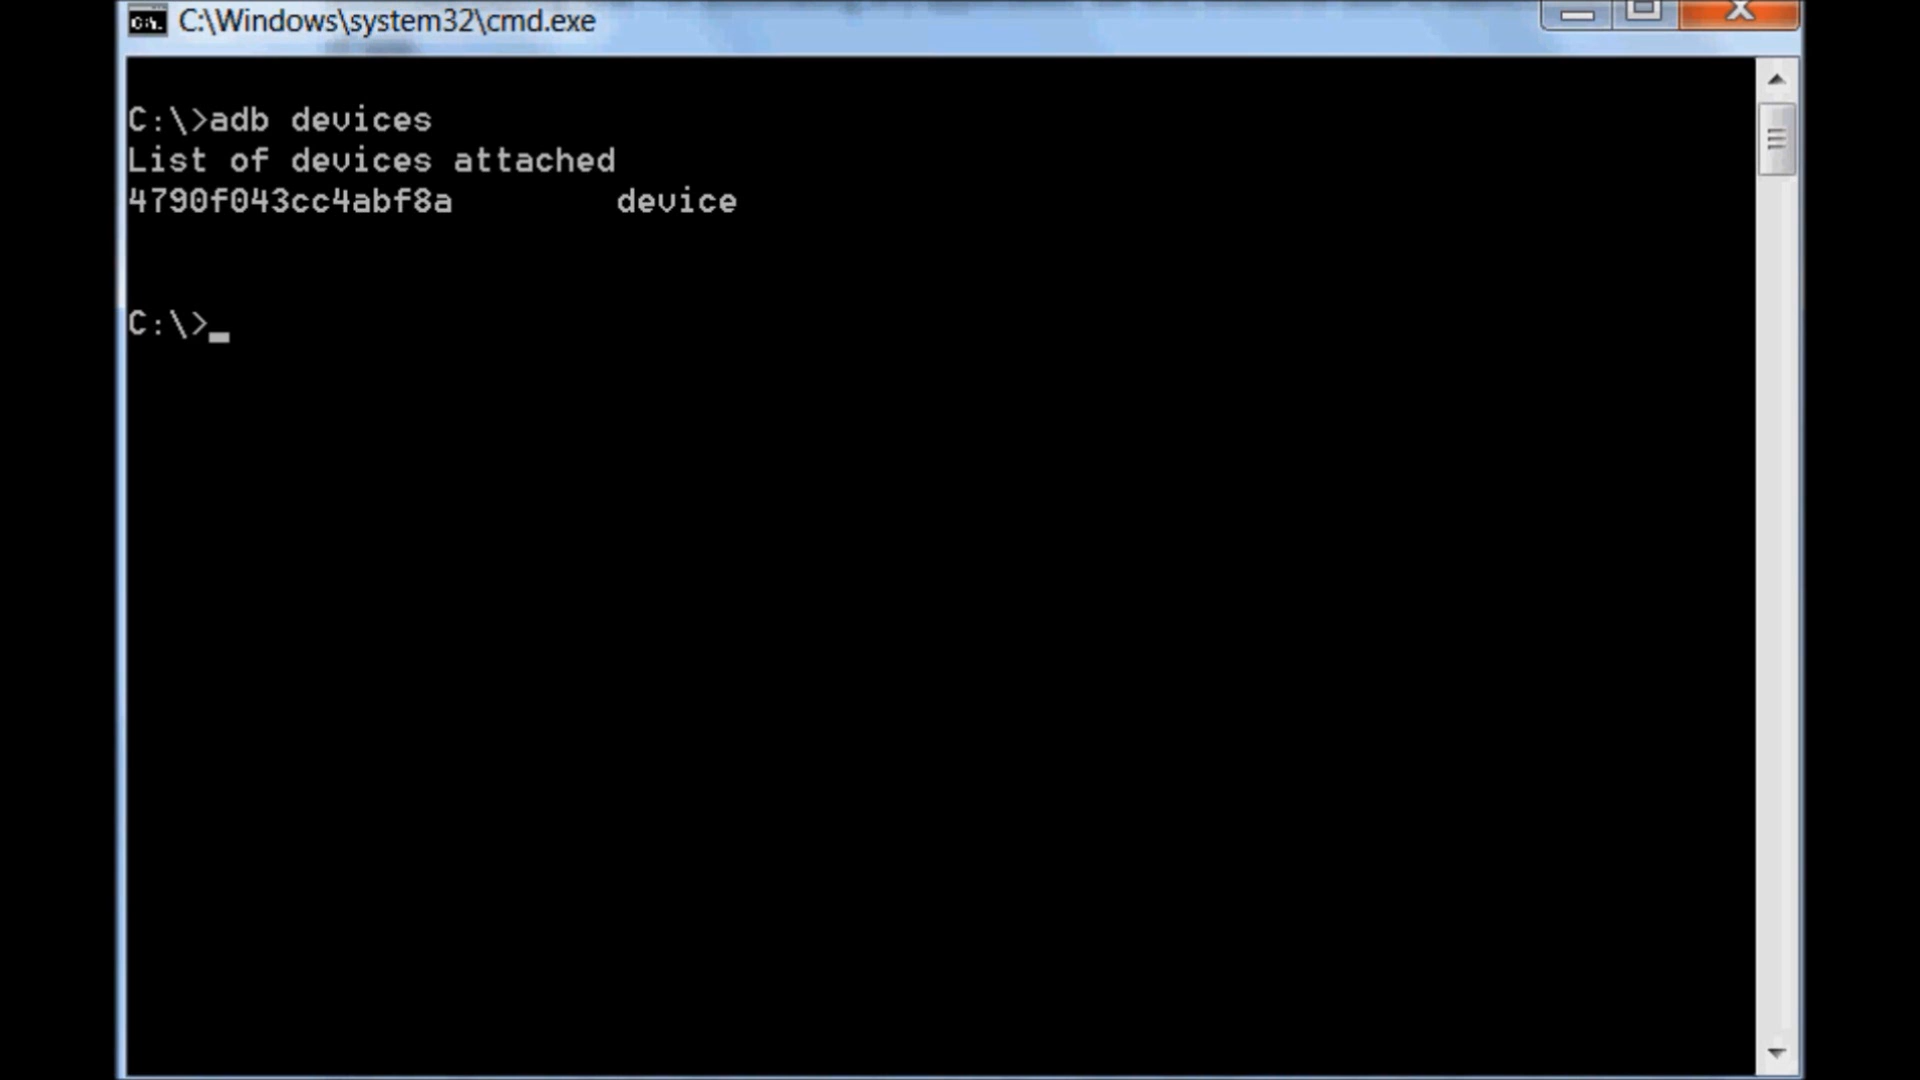 C:\Windows\system32\cmd.exe
C:\>adb devices
List of devices attached
4790f043cc4abf8a        device
C:\>